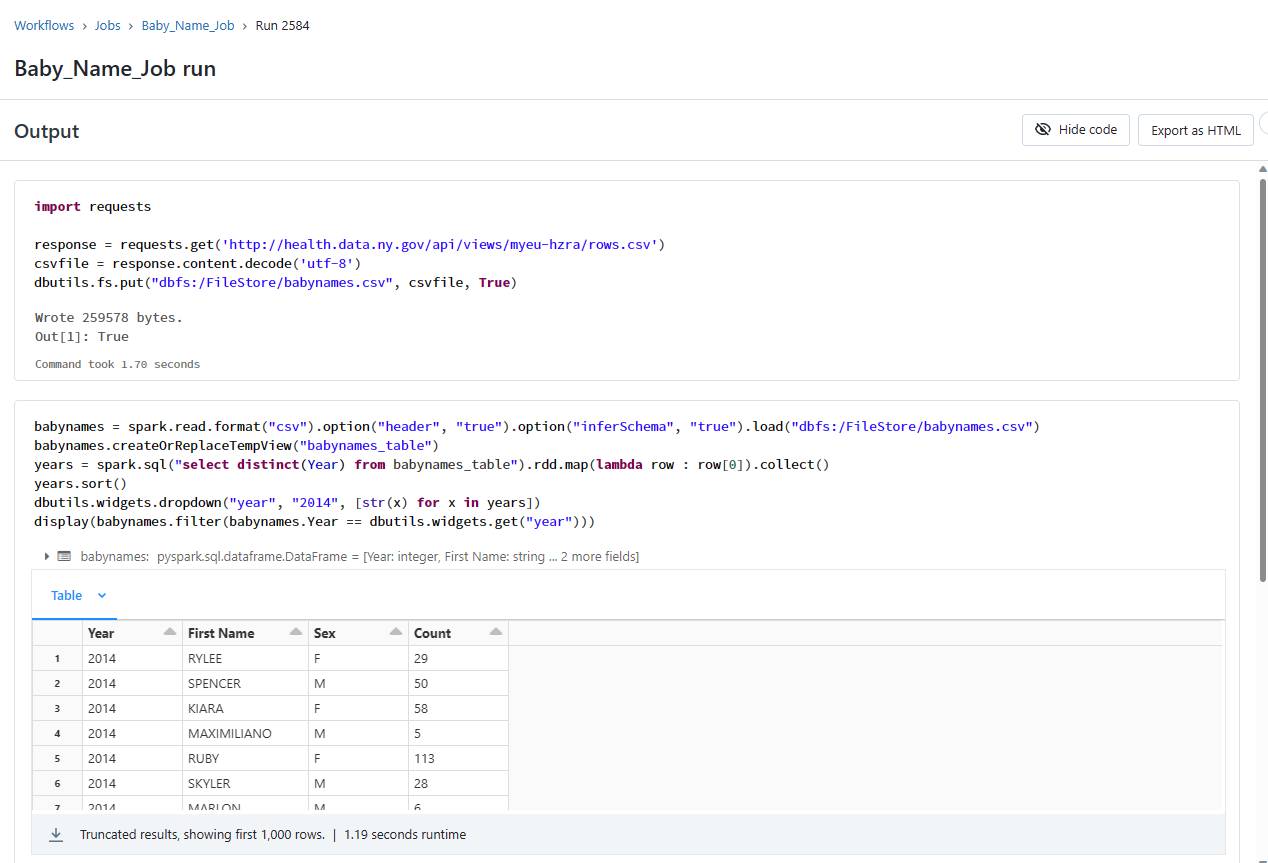 Workflows > Jobs > Baby_Name_Job > Run 2584
Baby_Name_Job run
Output
Hide code
Export as HTML
import requests
response = requests.get('http://health.data.ny.gov/api/views/myeu-hzra/rows.csv')
csvfile = response.content.decode('utf-8')
dbutils.fs.put("dbfs:/FileStore/babynames.csv", csvfile, True)
Wrote 259578 bytes.
Out[1]: True
Command took 1.70 seconds
babynames = spark.read.format("csv").option("header", "true").option("inferSchema", "true").load("dbfs:/FileStore/babynames.csv")
babynames.createOrReplaceTempView("babynames_table")
years = spark.sql("select distinct(Year) from babynames_table").rdd.map(lambda row : row[0]).collect()
years.sort()
dbutils.widgets.dropdown("year", "2014", [str(x) for x in years])
display(babynames.filter(babynames.Year == dbutils.widgets.get("year")))
babynames: pyspark.sql.dataframe.DataFrame = [Year: integer, First Name: string ... 2 more fields]
Table
Year First Name Sex Count
1 2014 RYLEE F 29
2 2014 SPENCER M 50
3 2014 KIARA F 58
4 2014 MAXIMILIANO M 5
5 2014 RUBY F 113
6 2014 SKYLER M 28
7 2014 MARLON M 6
Truncated results, showing first 1,000 rows. | 1.19 seconds runtime